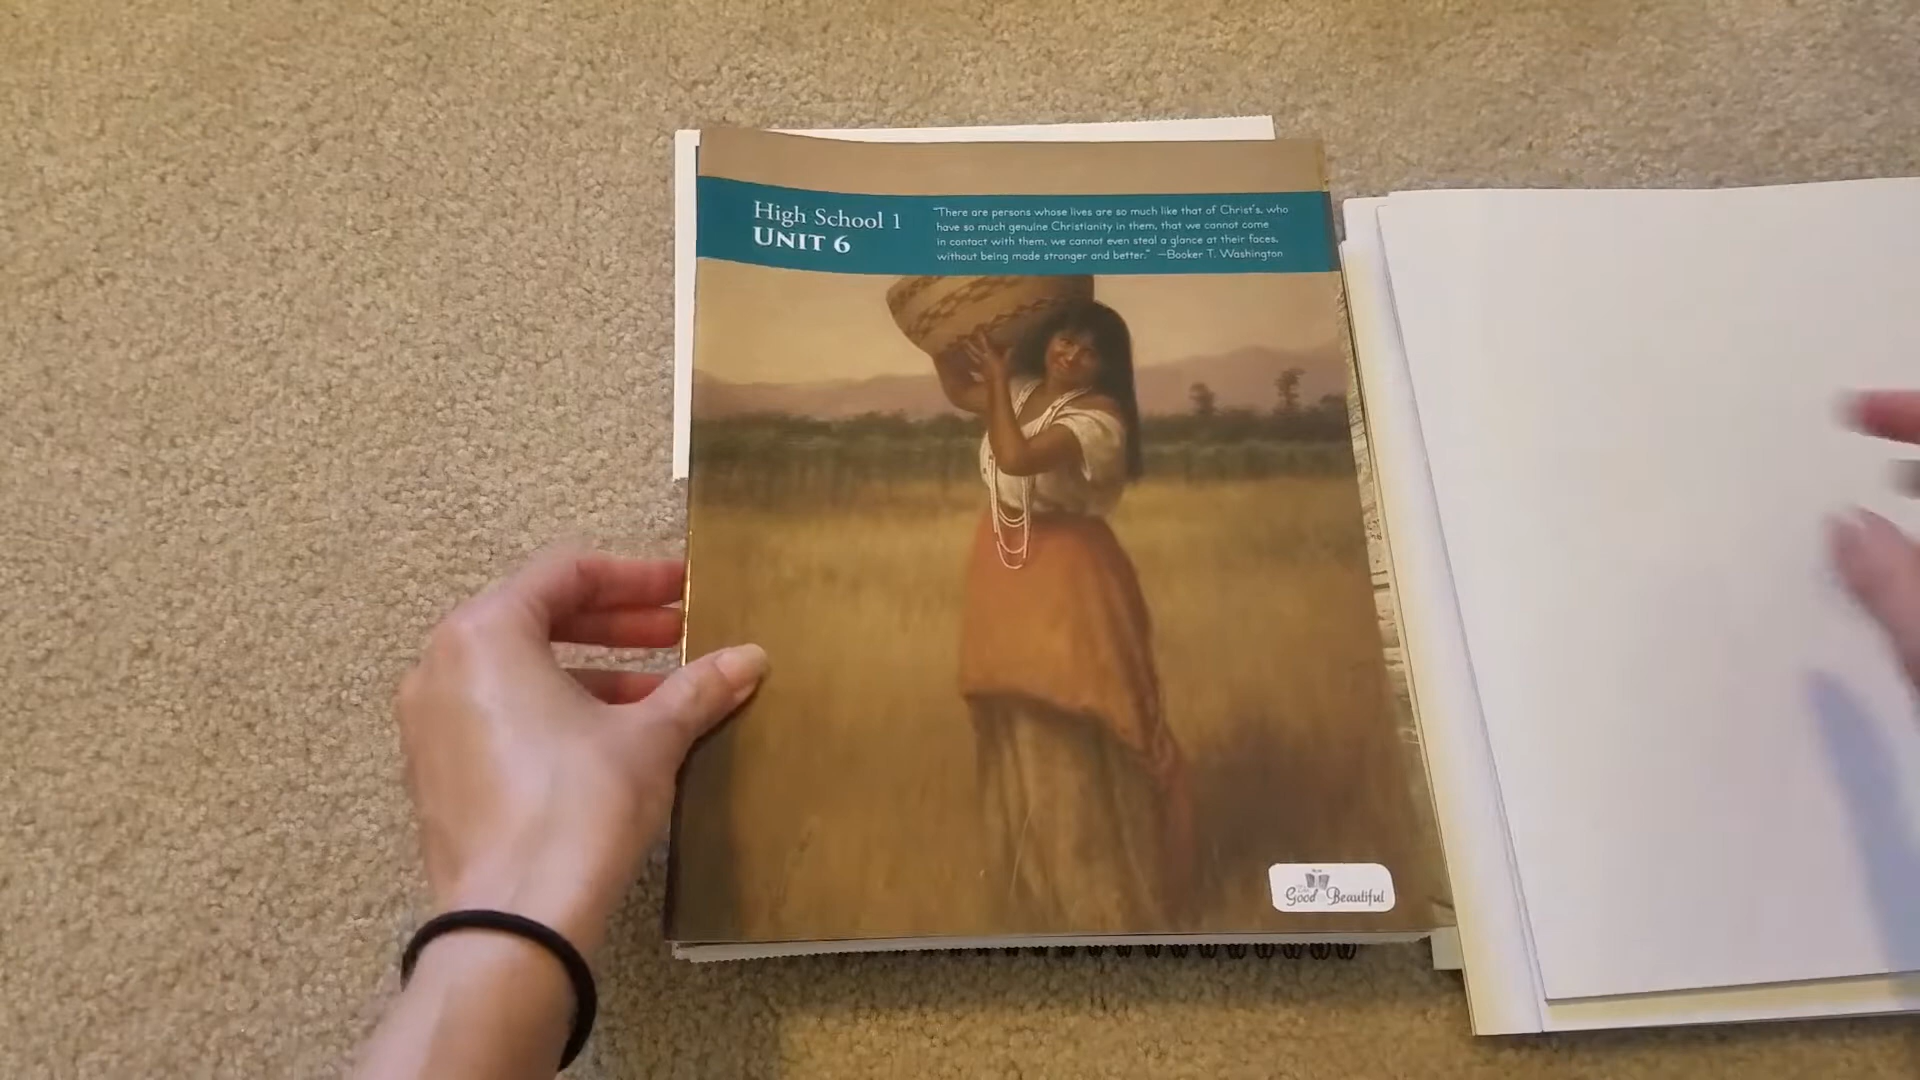 High School 1
UNIT 6
"There are persons whose lives are so much like that of Christ's, who
have so much genuine Christianity in them, that we cannot come
in contact with them, we cannot even steal a glance at their faces,
without being made stronger and better." —Booker T. Washington
Good Beautiful